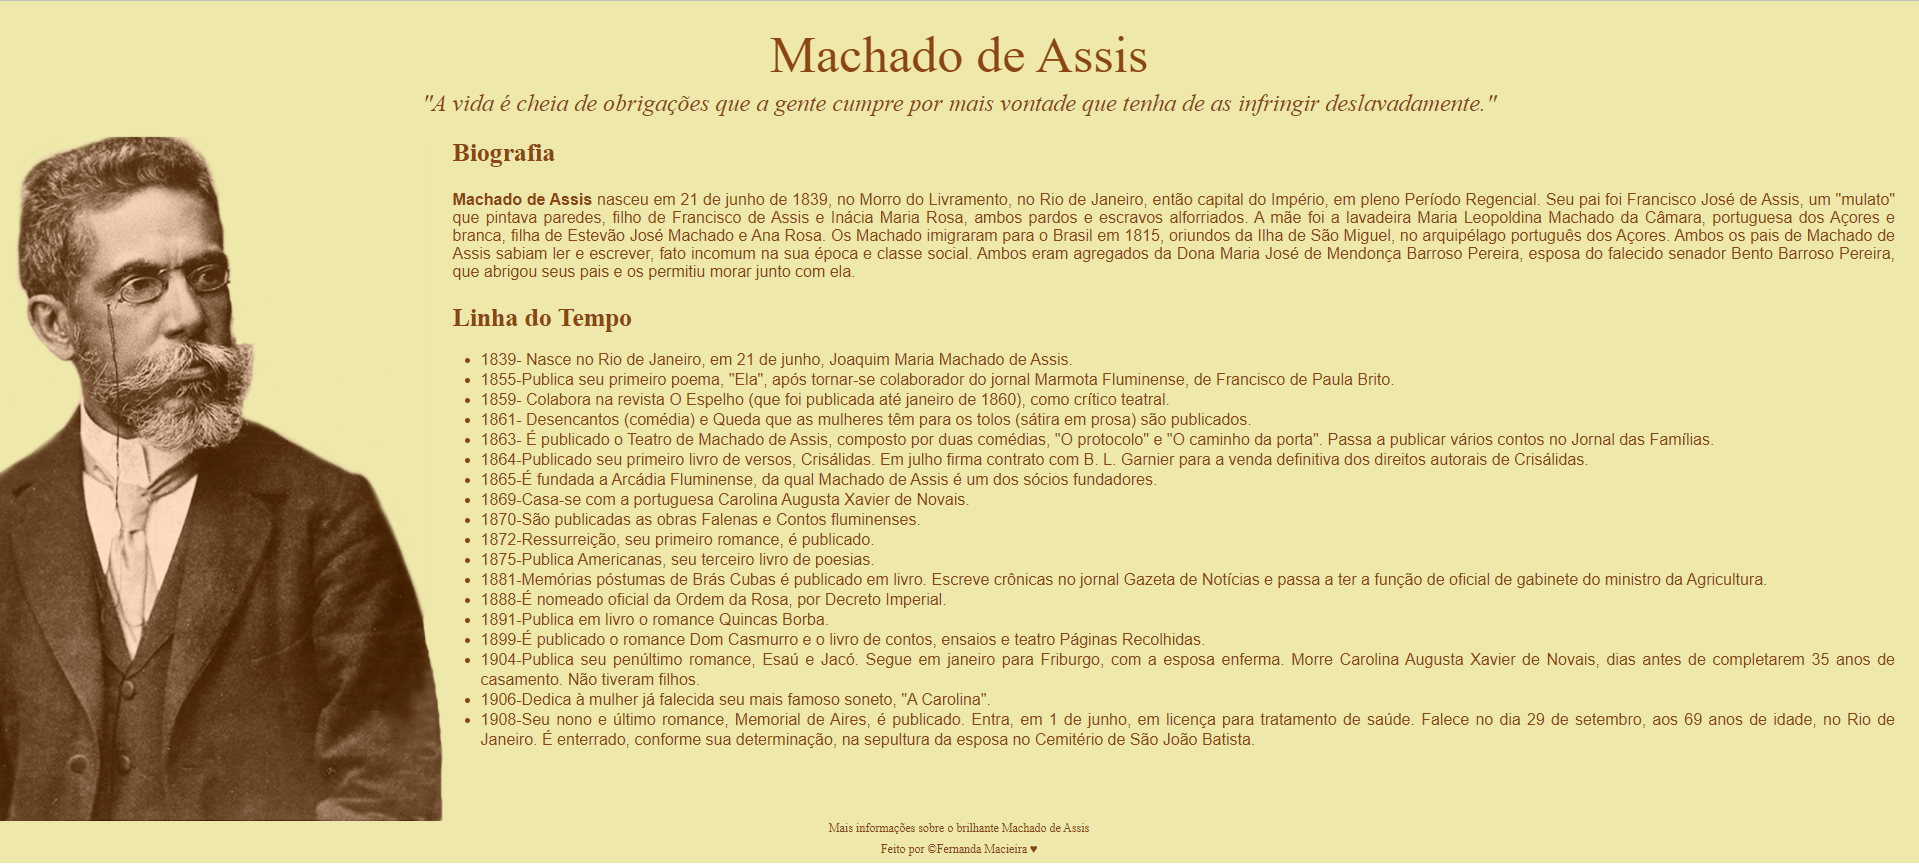 Machado de Assis
"A vida é cheia de obrigações que a gente cumpre por mais vontade que tenha de as infringir deslavadamente."
Biografia
Machado de Assis nasceu em 21 de junho de 1839, no Morro do Livramento, no Rio de Janeiro, então capital do Império, em pleno Período Regencial. Seu pai foi Francisco José de Assis, um "mulato"
que pintava paredes, filho de Francisco de Assis e Inácia Maria Rosa, ambos pardos e escravos alforriados. A mãe foi a lavadeira Maria Leopoldina Machado da Câmara, portuguesa dos Açores e
branca, filha de Estevão José Machado e Ana Rosa. Os Machado imigraram para o Brasil em 1815, oriundos da Ilha de São Miguel, no arquipélago português dos Açores. Ambos os pais de Machado de
Assis sabiam ler e escrever, fato incomum na sua época e classe social. Ambos eram agregados da Dona Maria José de Mendonça Barroso Pereira, esposa do falecido senador Bento Barroso Pereira,
que abrigou seus pais e os permitiu morar junto com ela.
Linha do Tempo
• 1839- Nasce no Rio de Janeiro, em 21 de junho, Joaquim Maria Machado de Assis.
• 1855-Publica seu primeiro poema, "Ela", após tornar-se colaborador do jornal Marmota Fluminense, de Francisco de Paula Brito.
• 1859- Colabora na revista O Espelho (que foi publicada até janeiro de 1860), como crítico teatral.
• 1861- Desencantos (comédia) e Queda que as mulheres têm para os tolos (sátira em prosa) são publicados.
• 1863- É publicado o Teatro de Machado de Assis, composto por duas comédias, "O protocolo" e "O caminho da porta". Passa a publicar vários contos no Jornal das Famílias.
• 1864-Publicado seu primeiro livro de versos, Crisálidas. Em julho firma contrato com B. L. Garnier para a venda definitiva dos direitos autorais de Crisálidas.
• 1865-É fundada a Arcádia Fluminense, da qual Machado de Assis é um dos sócios fundadores.
• 1869-Casa-se com a portuguesa Carolina Augusta Xavier de Novais.
• 1870-São publicadas as obras Falenas e Contos fluminenses.
• 1872-Ressurreição, seu primeiro romance, é publicado.
• 1875-Publica Americanas, seu terceiro livro de poesias.
• 1881-Memórias póstumas de Brás Cubas é publicado em livro. Escreve crônicas no jornal Gazeta de Notícias e passa a ter a função de oficial de gabinete do ministro da Agricultura.
• 1888-É nomeado oficial da Ordem da Rosa, por Decreto Imperial.
• 1891-Publica em livro o romance Quincas Borba.
• 1899-É publicado o romance Dom Casmurro e o livro de contos, ensaios e teatro Páginas Recolhidas.
• 1904-Publica seu penúltimo romance, Esaú e Jacó. Segue em janeiro para Friburgo, com a esposa enferma. Morre Carolina Augusta Xavier de Novais, dias antes de completarem 35 anos de
casamento. Não tiveram filhos.
• 1906-Dedica à mulher já falecida seu mais famoso soneto, "A Carolina".
• 1908-Seu nono e último romance, Memorial de Aires, é publicado. Entra, em 1 de junho, em licença para tratamento de saúde. Falece no dia 29 de setembro, aos 69 anos de idade, no Rio de
Janeiro. É enterrado, conforme sua determinação, na sepultura da esposa no Cemitério de São João Batista.
Mais informações sobre o brilhante Machado de Assis
Feito por ©Fernanda Macieira ♥